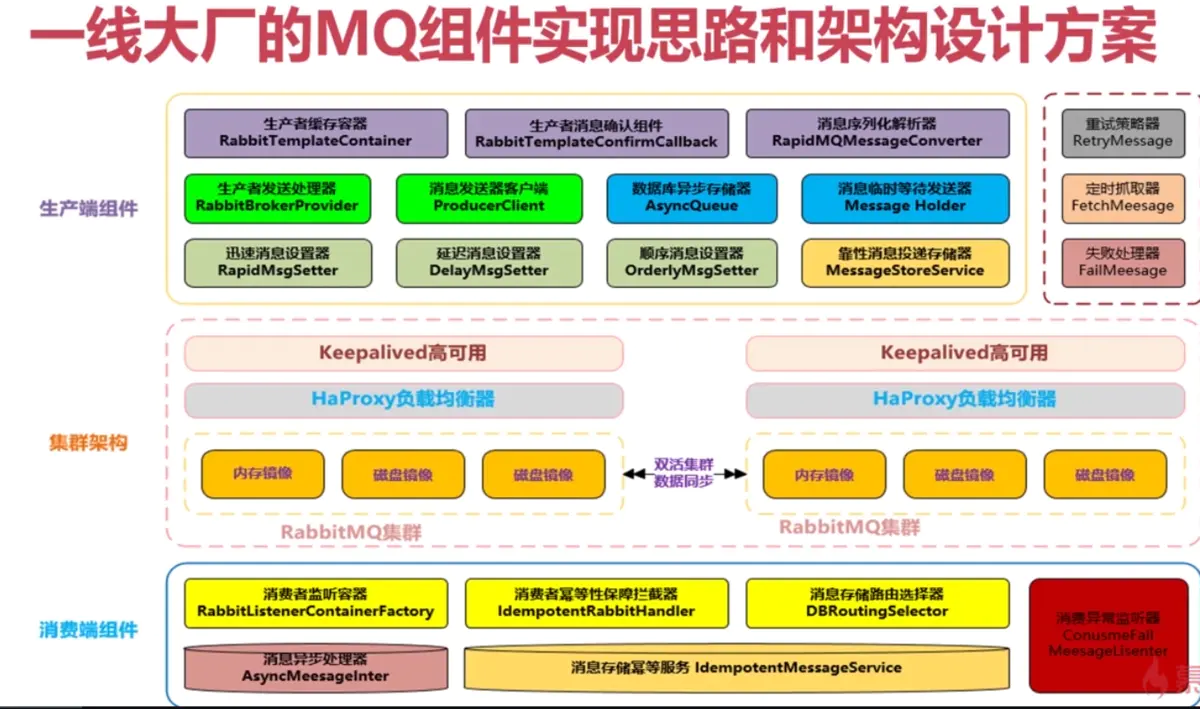 一线大厂的MQ组件实现思路和架构设计方案
生产端组件
生产者缓存容器
RabbitTemplateContainer
生产者消息确认组件
RabbitTemplateConfirmCallback
消息序列化解析器
RapidMQMessageConverter
生产者发送处理器
RabbitBrokerProvider
消息发送器客户端
ProducerClient
数据库异步存储器
AsyncQueue
消息临时等待发送器
Message Holder
迅速消息设置器
RapidMsgSetter
延迟消息设置器
DelayMsgSetter
顺序消息设置器
OrderlyMsgSetter
靠性消息投递存储器
MessageStoreService
重试策略器
RetryMessage
定时抓取器
FetchMeesage
失败处理器
FailMeesage
集群架构
Keepalived高可用
HaProxy负载均衡器
内存镜像
磁盘镜像
磁盘镜像
RabbitMQ集群
双活集群
数据同步
Keepalived高可用
HaProxy负载均衡器
内存镜像
磁盘镜像
磁盘镜像
RabbitMQ集群
消费端组件
消费者监听容器
RabbitListenerContainerFactory
消费者幂等性保障拦截器
IdempotentRabbitHandler
消息存储路由选择器
DBRoutingSelector
消息异步处理器
AsyncMeesageInter
消息存储幂等服务 IdempotentMessageService
消费异常监听器
ConusmeFail
MeesageLisenter